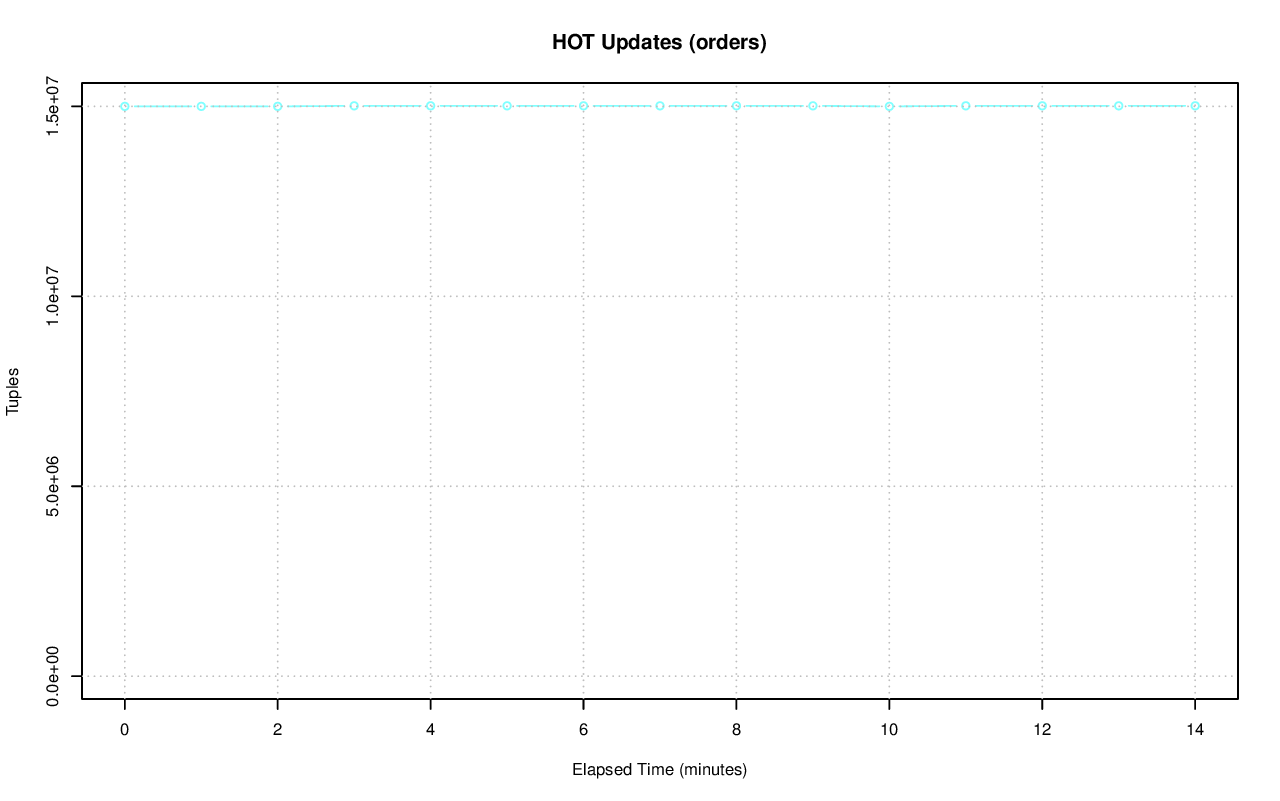 HOT Updates (orders)
1.5e+07
1.0e+07
5.0e+06
0.0e+00
Tuples
0 2 4 6 8 10 12 14
Elapsed Time (minutes)